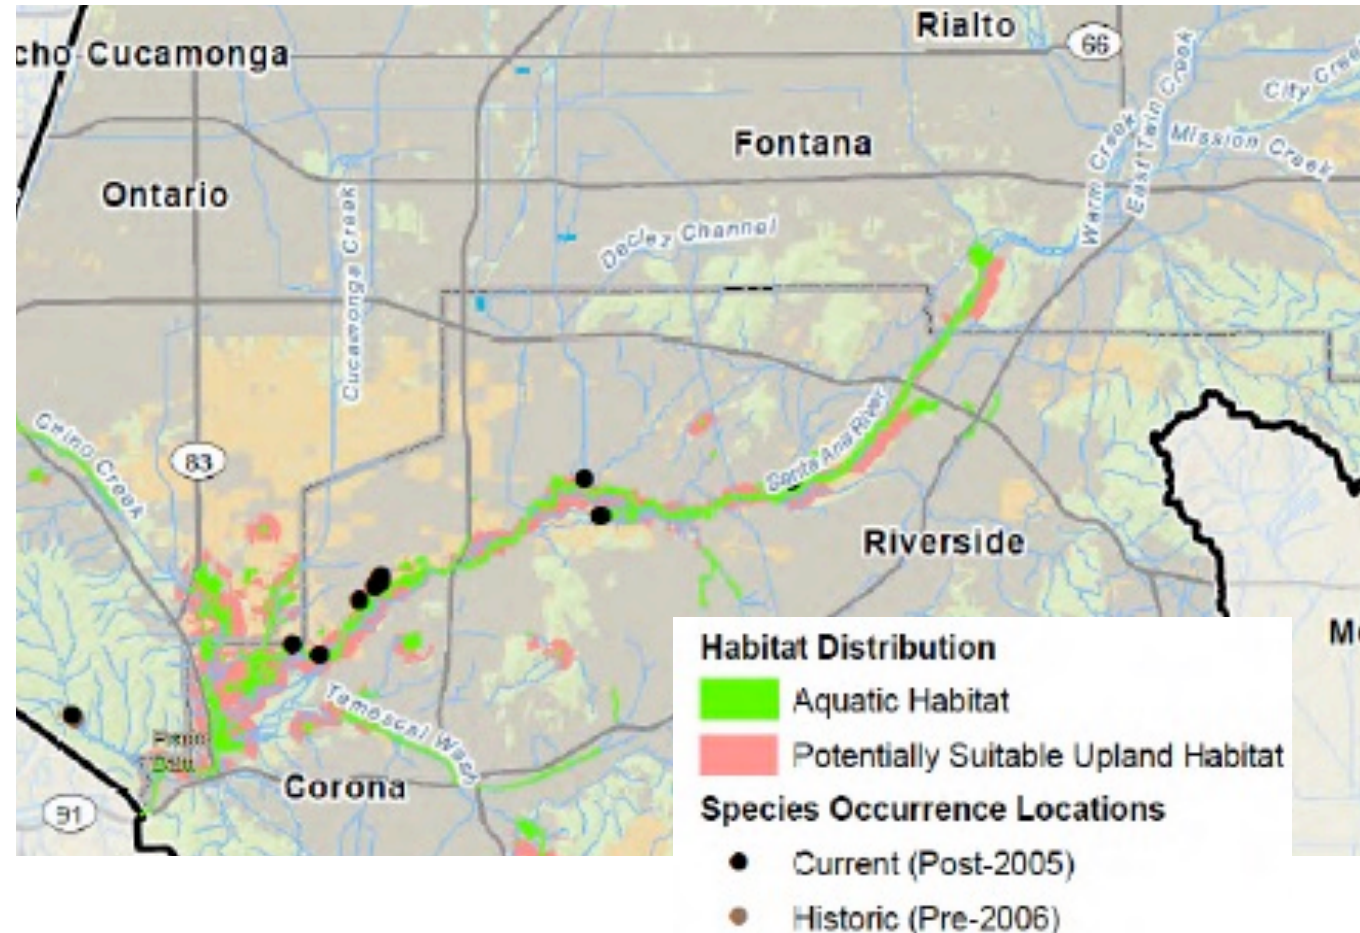 Rialto
66
cho Cucamonga
City Creek
East Twin Creek
Warm Creek
Mission Creek
Fontana
Ontario
Cucamonga Creek
Declez Channel
Chino Creek
83
Santa Ana River
Riverside
Temescal Wash
Corona
91
Habitat Distribution
Aquatic Habitat
Potentially Suitable Upland Habitat
Species Occurrence Locations
Current (Post-2005)
Historic (Pre-2006)